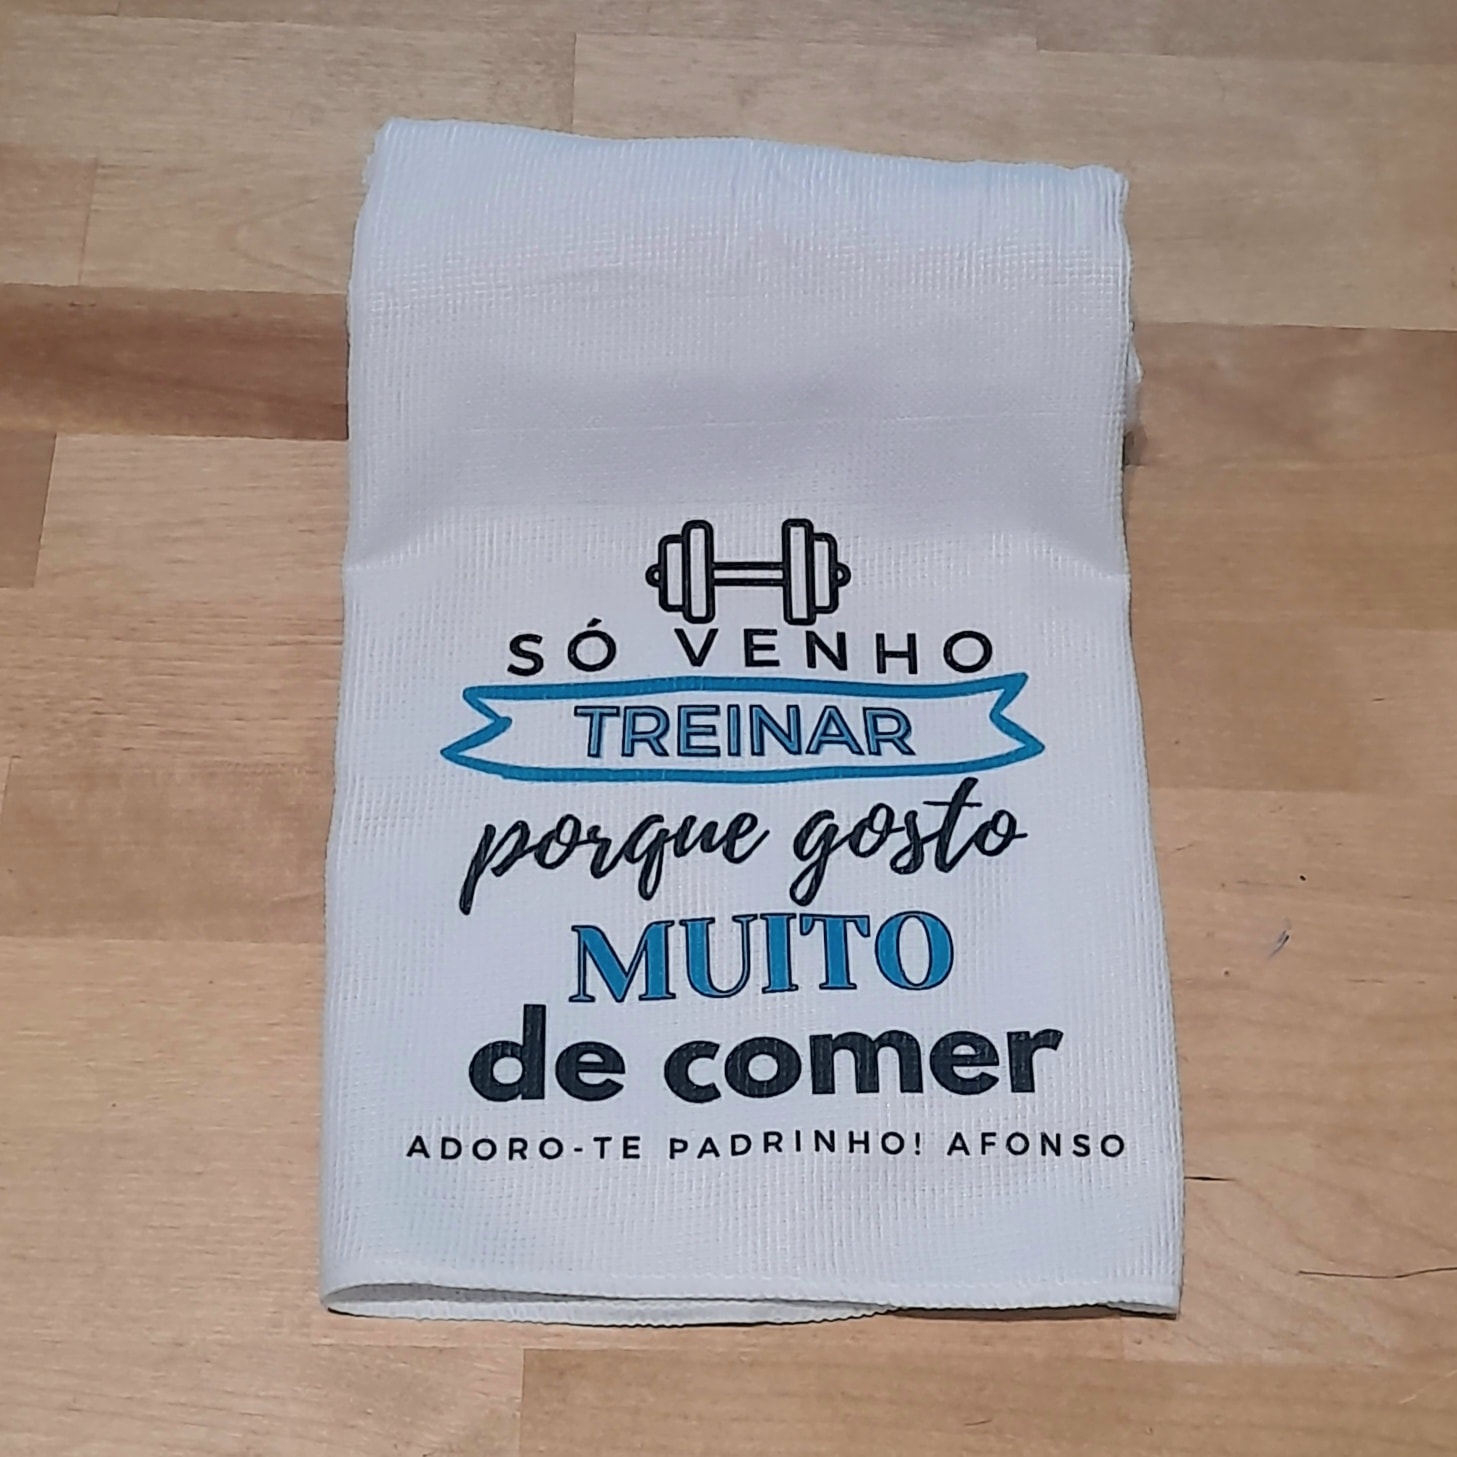 SÓ VENHO
TREINAR
porque gosto
MUITO
de comer
ADORO-TE PADRINHO! AFONSO